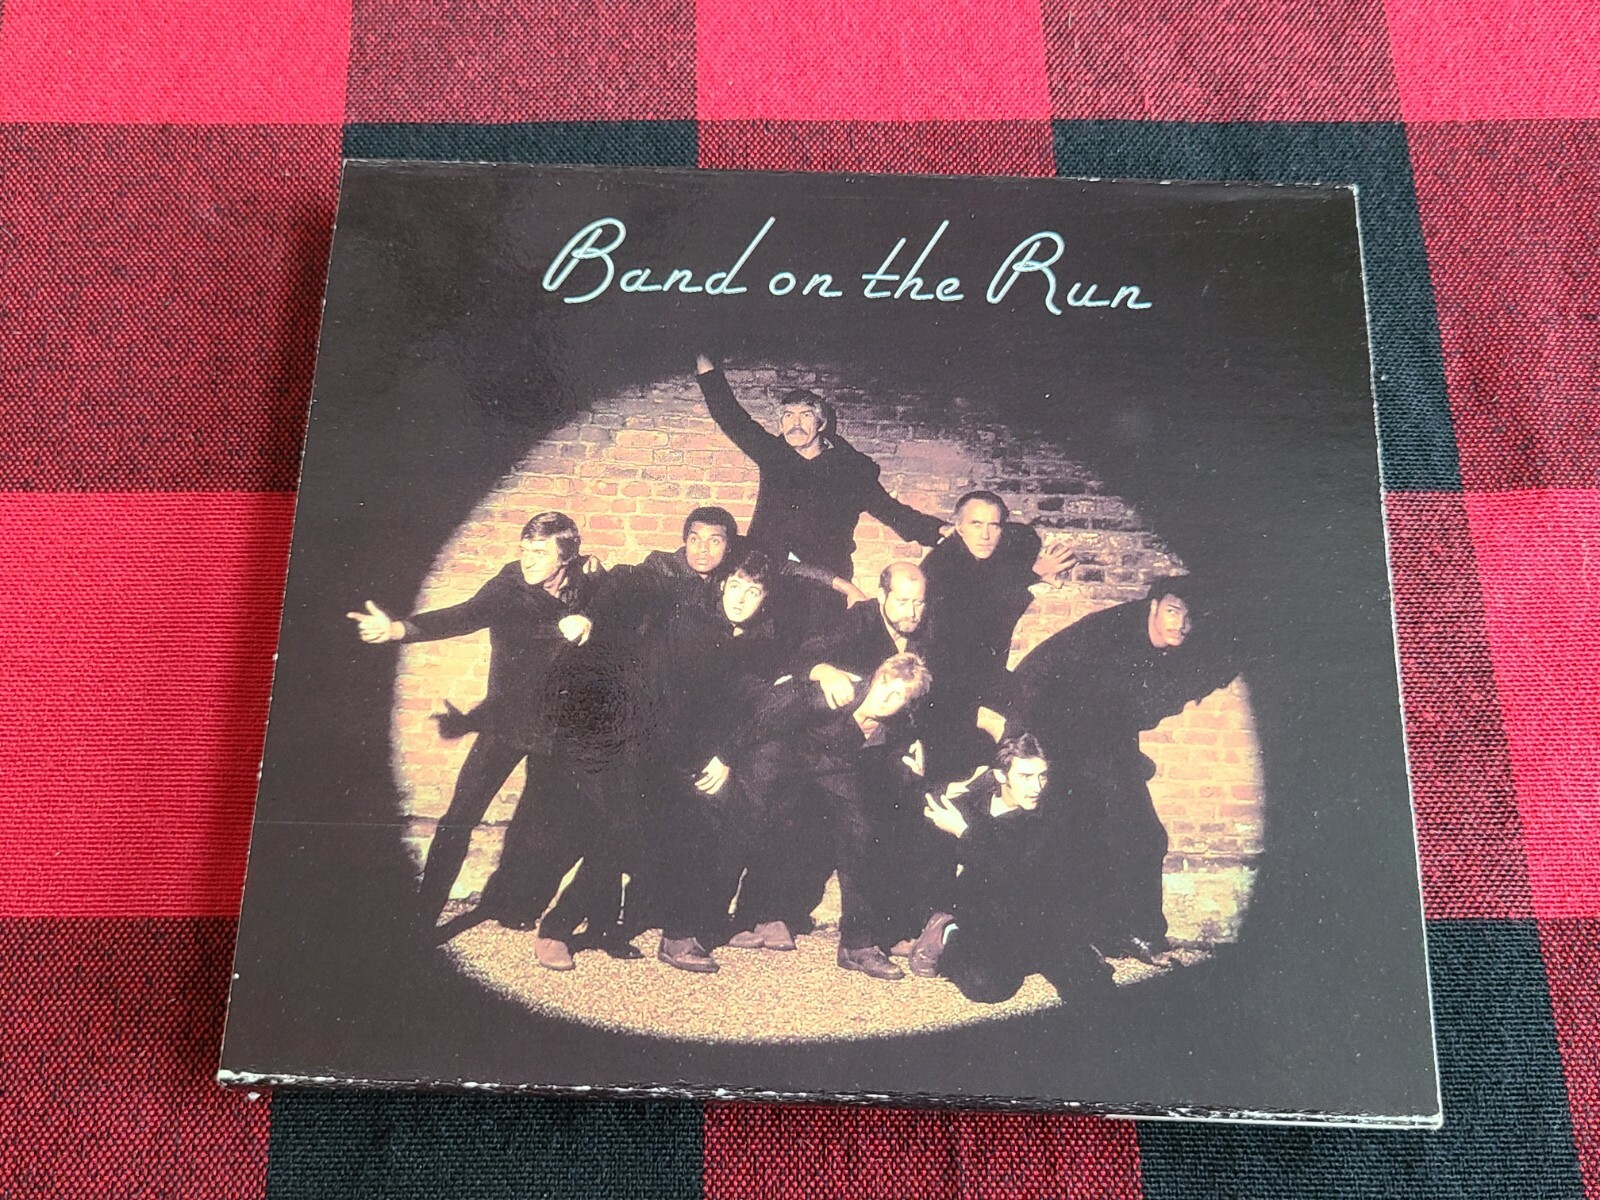 Band on the Run